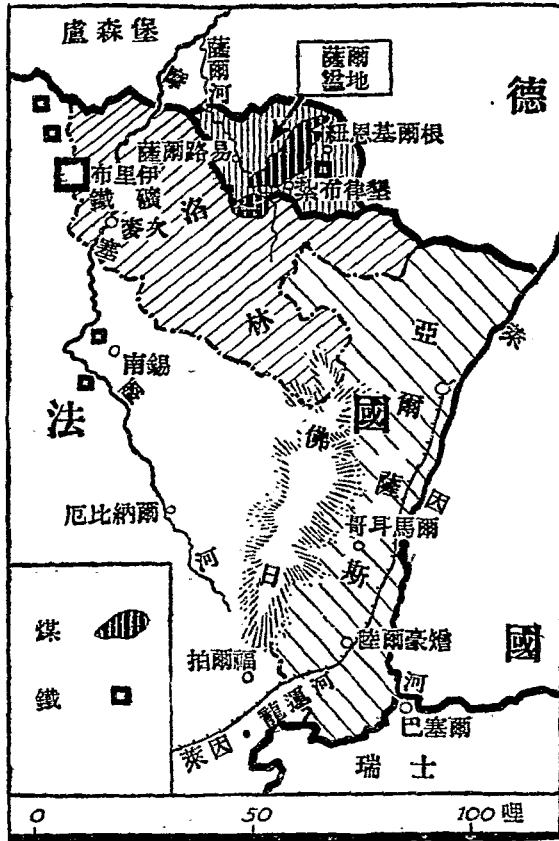 盧森堡
薩爾河
薩爾
盆地
德
紐恩基爾根
薩爾路易
布律墾
布里伊
鐵礦
麥次
塞
洛
林
亞
爾
薩
斯
萊
因
河
南錫
法
國
佛
日
厄比納爾
河
哥耳馬爾
國
煤
鐵
陸爾豪燴
拍爾福
萊因·龍運河
巴塞爾
瑞士
0 50 100哩